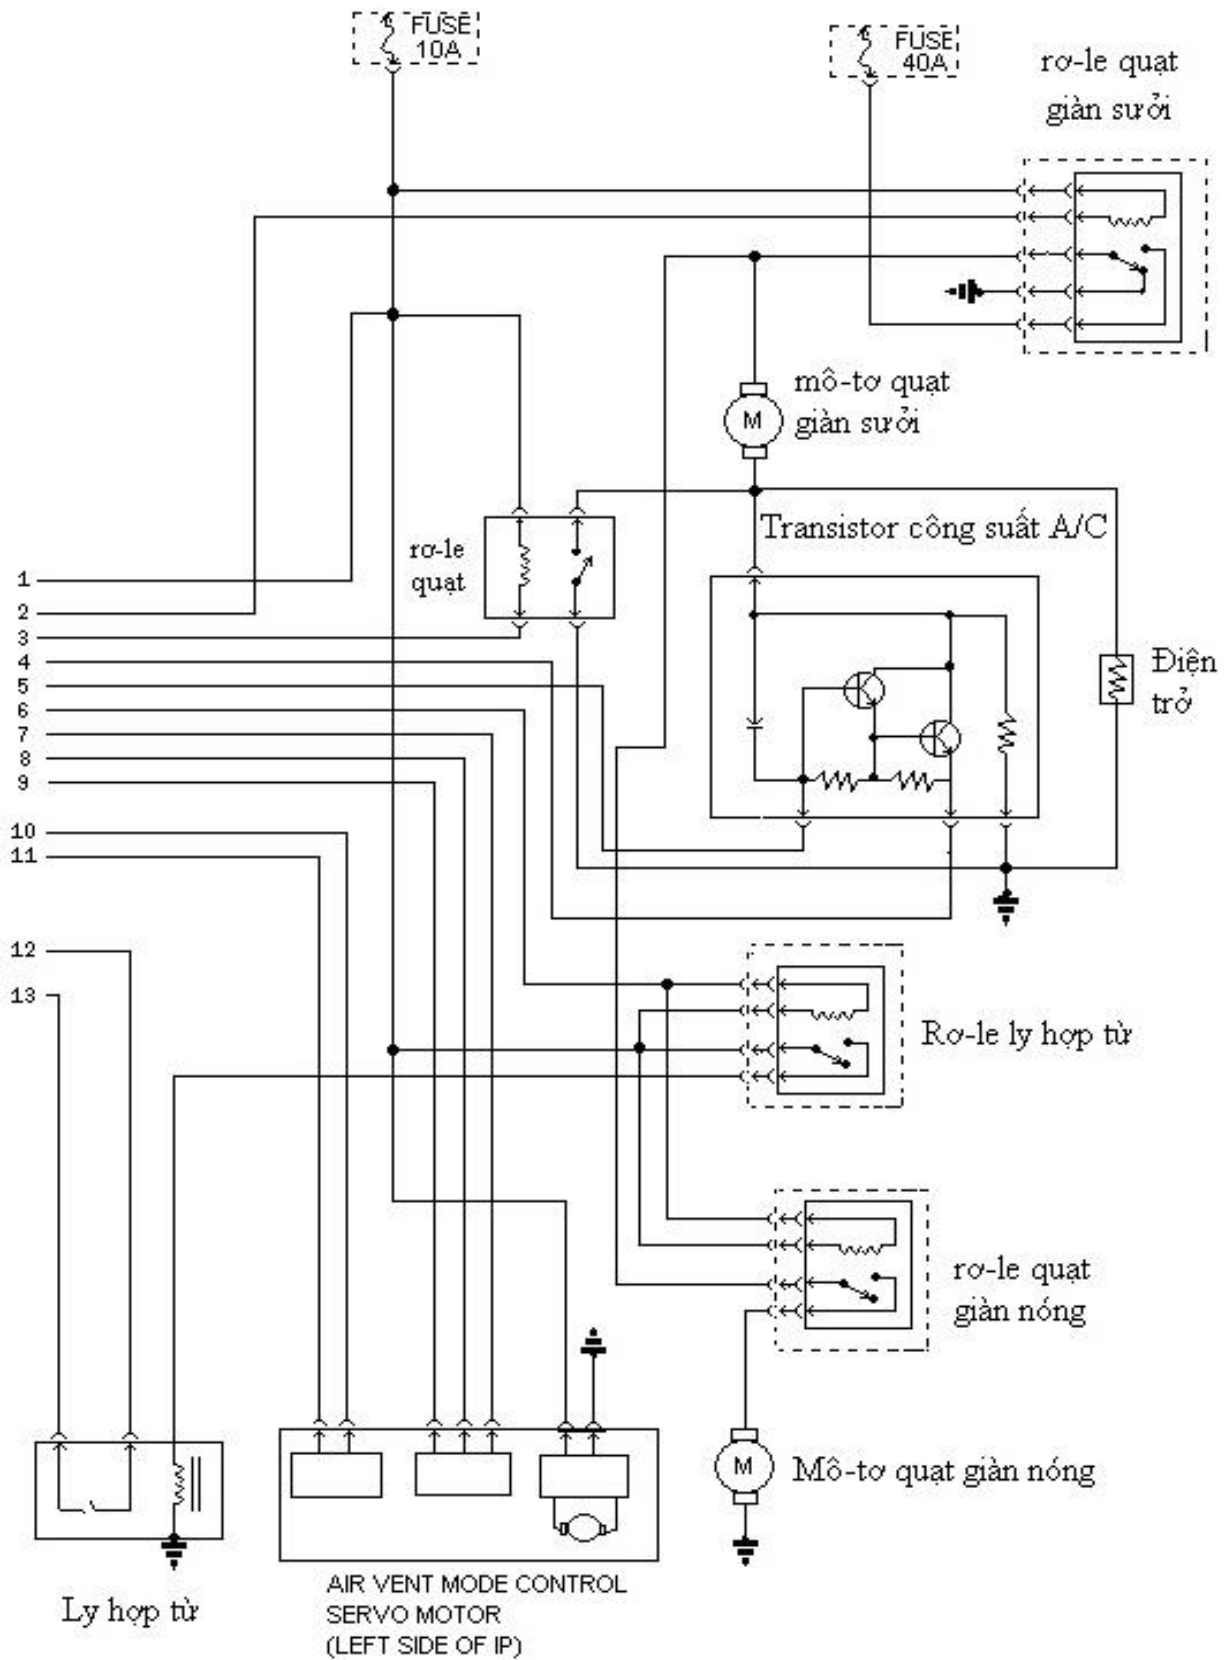 FUSE
10A
FUSE
40A
rơ-le quạt
giàn sưởi
mô-tơ quạt
giàn sưởi
M
Transistor công suất A/C
rơ-le
quạt
1
2
3
4
5
6
7
8
9
10
11
12
13
Điện
trở
Rơ-le ly hợp từ
rơ-le quạt
giàn nóng
M
Mô-tơ quạt giàn nóng
Ly hợp từ
AIR VENT MODE CONTROL
SERVO MOTOR
(LEFT SIDE OF IP)